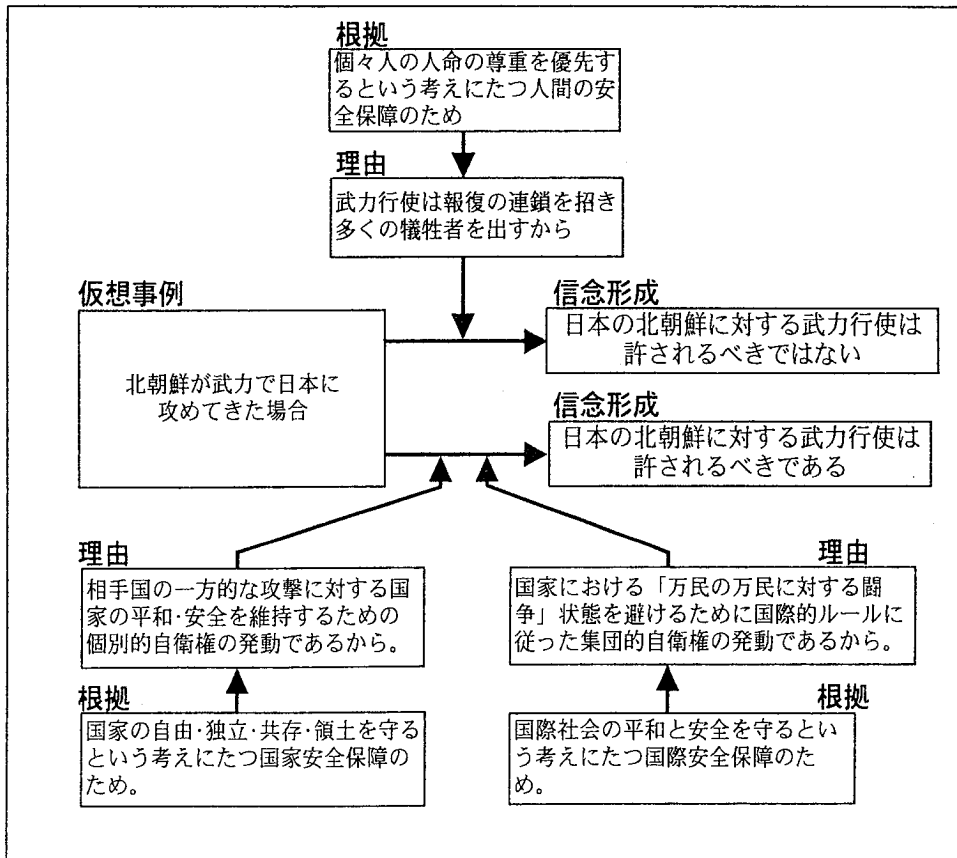 根拠
個々人の人命の尊重を優先す
るという考えにたつ人間の安
全保障のため
理由
武力行使は報復の連鎖を招き
多くの犠牲者を出すから
仮想事例
北朝鮮が武力で日本に
攻めてきた場合
信念形成
日本の北朝鮮に対する武力行使は
許されるべきではない
信念形成
日本の北朝鮮に対する武力行使は
許されるべきである
理由
相手国の一方的な攻撃に対する国
家の平和・安全を維持するための
個別的自衛権の発動であるから。
根拠
国家の自由・独立・共存・領土を守る
という考えにたつ国家安全保障の
ため。
理由
国家における「万民の万民に対する闘
争」状態を避けるために国際的ルールに
従った集団的自衛権の発動であるから。
根拠
国際社会の平和と安全を守るとい
う考えにたつ国際安全保障のた
め。